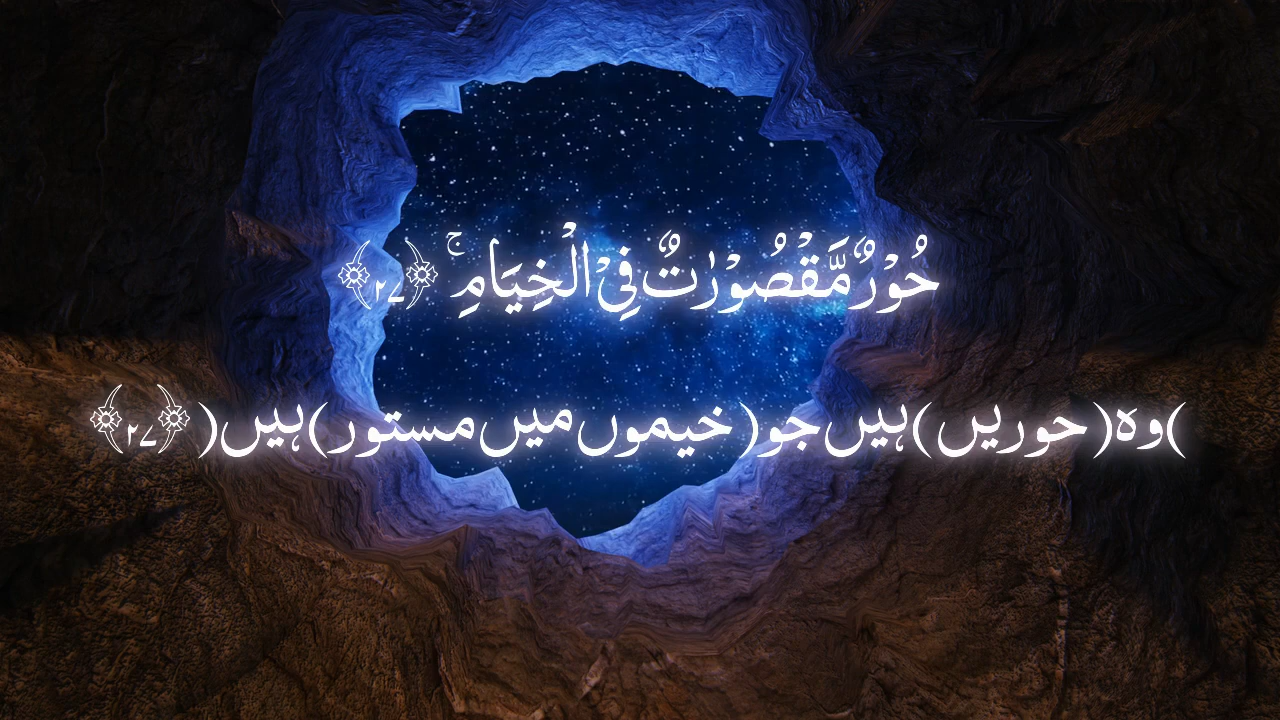 حُوْرٌ مَّقْصُوْرٰتٌ فِی الْخِیَامِ ۚ ﴿۷۲﴾
)وہ( حوریں )ہیں جو( خیموں میں مستور )ہیں( ﴿۷۲﴾